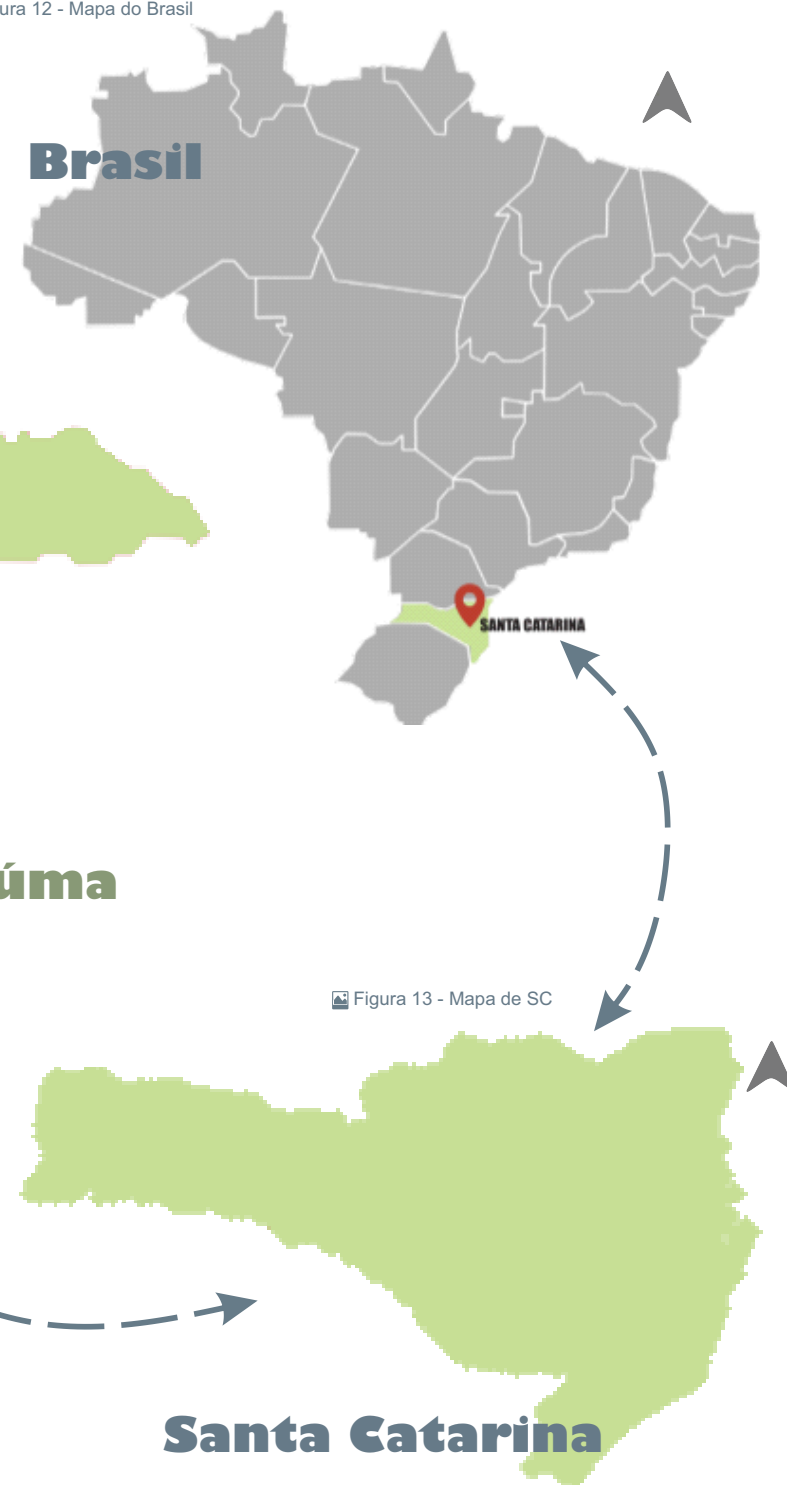 ura 12 - Mapa do Brasil
Brasil
SANTA CATARINA
úma
Figura 13 - Mapa de SC
Santa Catarina